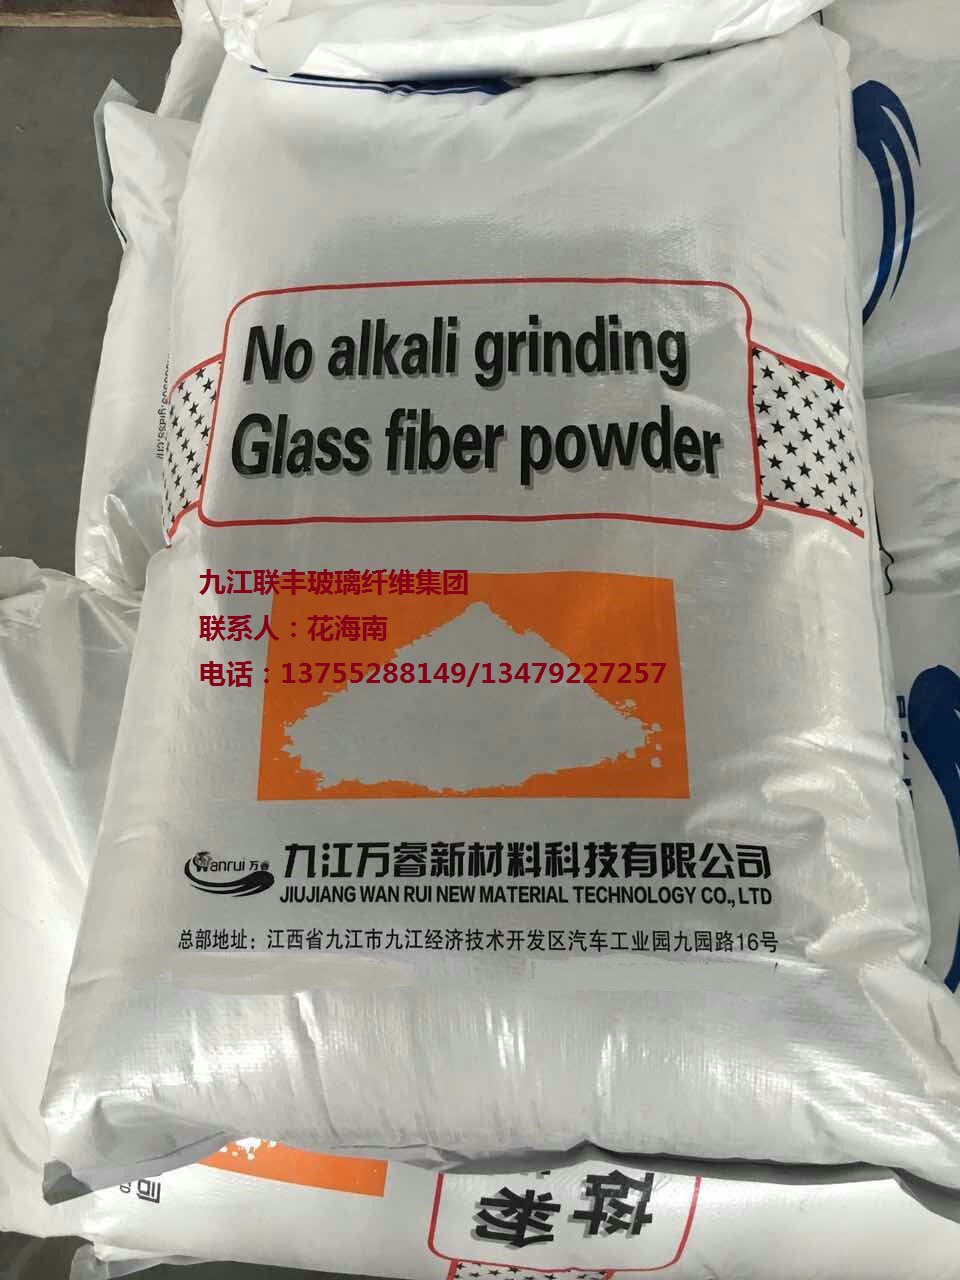 No alkali grinding
Glass fiber powder
九江联丰玻璃纤维集团
联系人：花海南
电话：13755288149/13479227257
Wanrui 万睿
九江万睿新材料科技有限公司
JIUJIANG WAN RUI NEW MATERIAL TECHNOLOGY CO., LTD
总部地址：江西省九江市九江经济技术开发区汽车工业园九园路16号
司
碎
粉